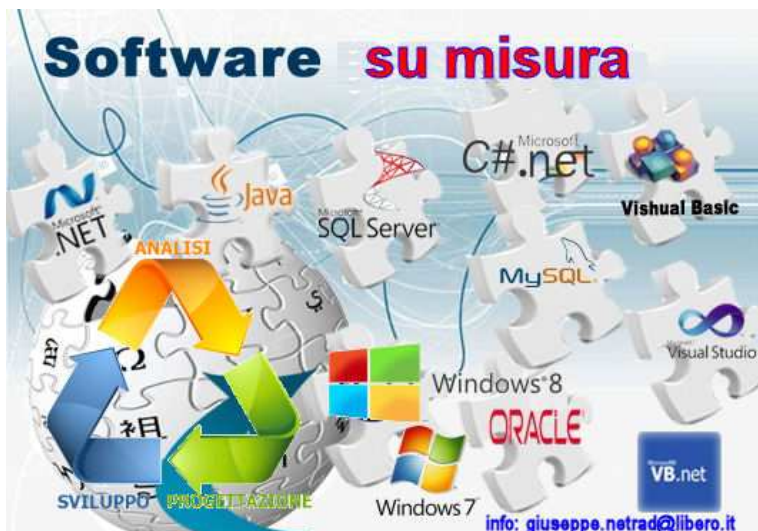 Software su misura
Microsoft
.NET
Java
Microsoft
SQL Server
Microsoft
C#.net
Vishual Basic
ANALISI
MySQL
Visual Studio
Windows 8
Ω
祖
ORACLE
Windows 7
VB.net
SVILUPPO
PROGETTAZIONE
info: giuseppe.netrad@libero.it